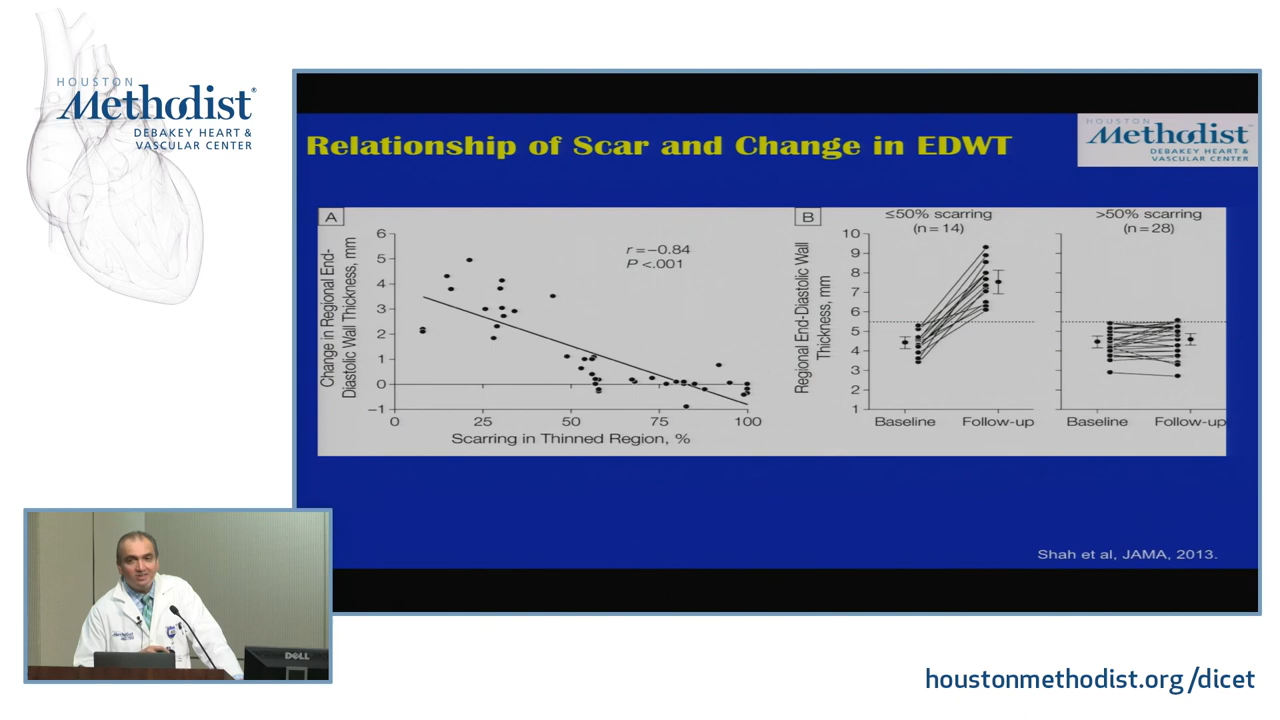 HOUSTON
Methodist®
DEBAKEY HEART &
VASCULAR CENTER
Relationship of Scar and Change in EDWT
HOUSTON
Methodist
DEBAKEY HEART &
VASCULAR CENTER
A
Change in Regional End-
Diastolic Wall Thickness, mm
6
5
4
3
2
1
0
−1
r=−0.84
P<.001
0 25 50 75 100
Scarring in Thinned Region, %
B
Regional End-Diastolic Wall
Thickness, mm
≤50% scarring
(n=14)
>50% scarring
(n=28)
10
9
8
7
6
5
4
3
2
1
Baseline Follow-up
Baseline Follow-up
Shah et al, JAMA, 2013.
Methodist
DELL
houstonmethodist.org/dicet